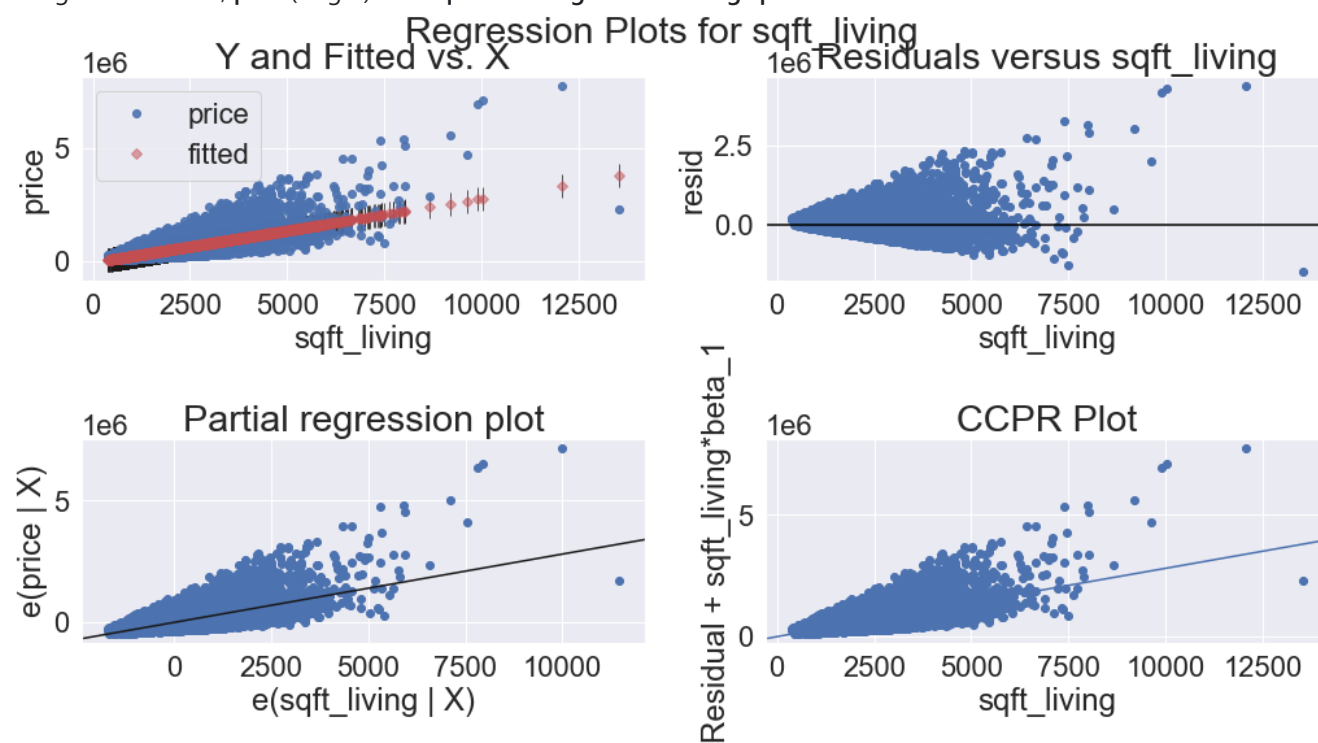 Regression Plots for sqft_living
Y and Fitted vs. X
1e6
price
fitted
price
5
0
0 2500 5000 7500 10000 12500
sqft_living
Residuals versus sqft_living
1e6
resid
2.5
0.0
0 2500 5000 7500 10000 12500
sqft_living
Partial regression plot
1e6
e(price | X)
5
0
0 2500 5000 7500 10000
e(sqft_living | X)
CCPR Plot
1e6
Residual + sqft_living*beta_1
5
0
0 2500 5000 7500 10000 12500
sqft_living